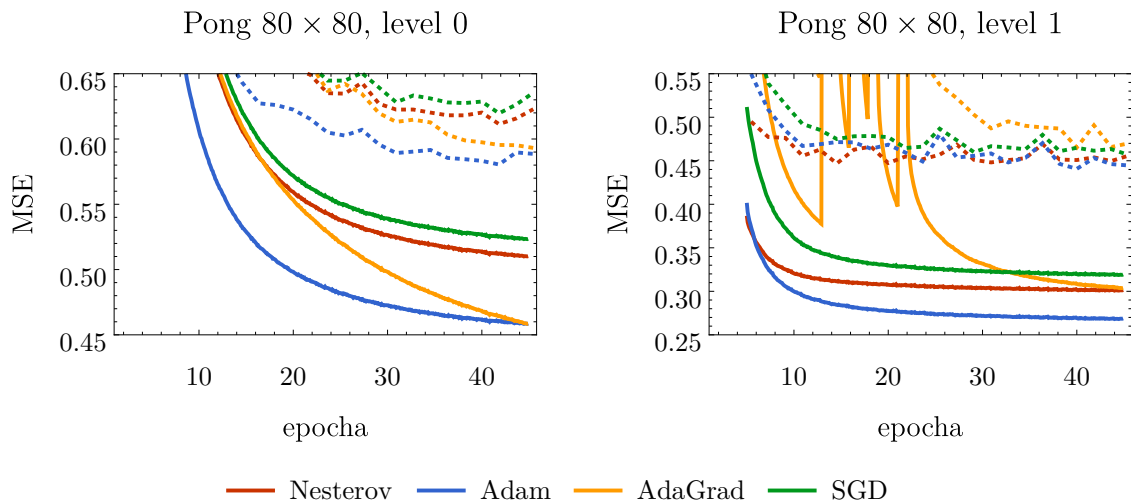 Pong 80 × 80, level 0
MSE
0.65
0.60
0.55
0.50
0.45
10 20 30 40
epocha
Pong 80 × 80, level 1
MSE
0.55
0.50
0.45
0.40
0.35
0.30
0.25
10 20 30 40
epocha
Nesterov Adam AdaGrad SGD